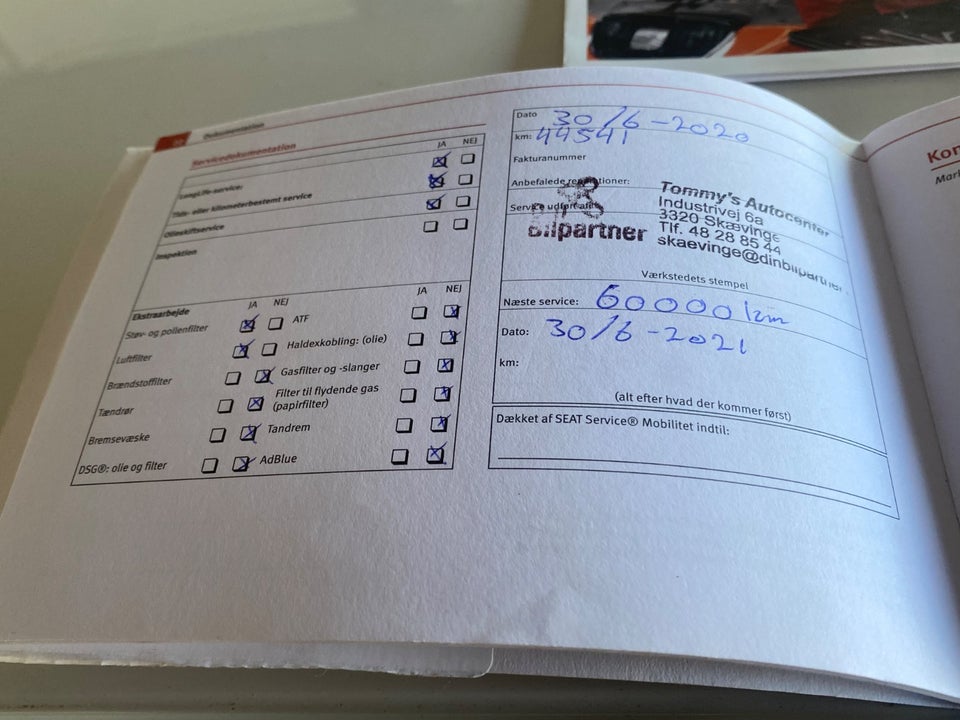 Dokumentation
Servicedokumentation
JA NEJ
LongLife-service:
Tids- eller kilometerbestemt service
Olieskiftservice
Inspektion
Ekstraarbejde JA NEJ JA NEJ
Støv- og pollenfilter ATF
Luftfilter Haldexkobling: (olie)
Brændstoffilter Gasfilter og -slanger
Tændrør Filter til flydende gas
(papirfilter)
Bremsevæske Tandrem
DSG®: olie og filter AdBlue
Dato 30/6-2020
km: 44541
Fakturanummer
Anbefalede reparationer:
Service udført af:
Bilpartner
Tommy's Autocenter
Industrivej 6a
3320 Skævinge
Tlf. 48 28 85 44
skaevinge@dinbilpartner.
Værkstedets stempel
Næste service: 60000 km
Dato: 30/6-2021
km:
(alt efter hvad der kommer først)
Dækket af SEAT Service® Mobilitet indtil:
Kon
Mark